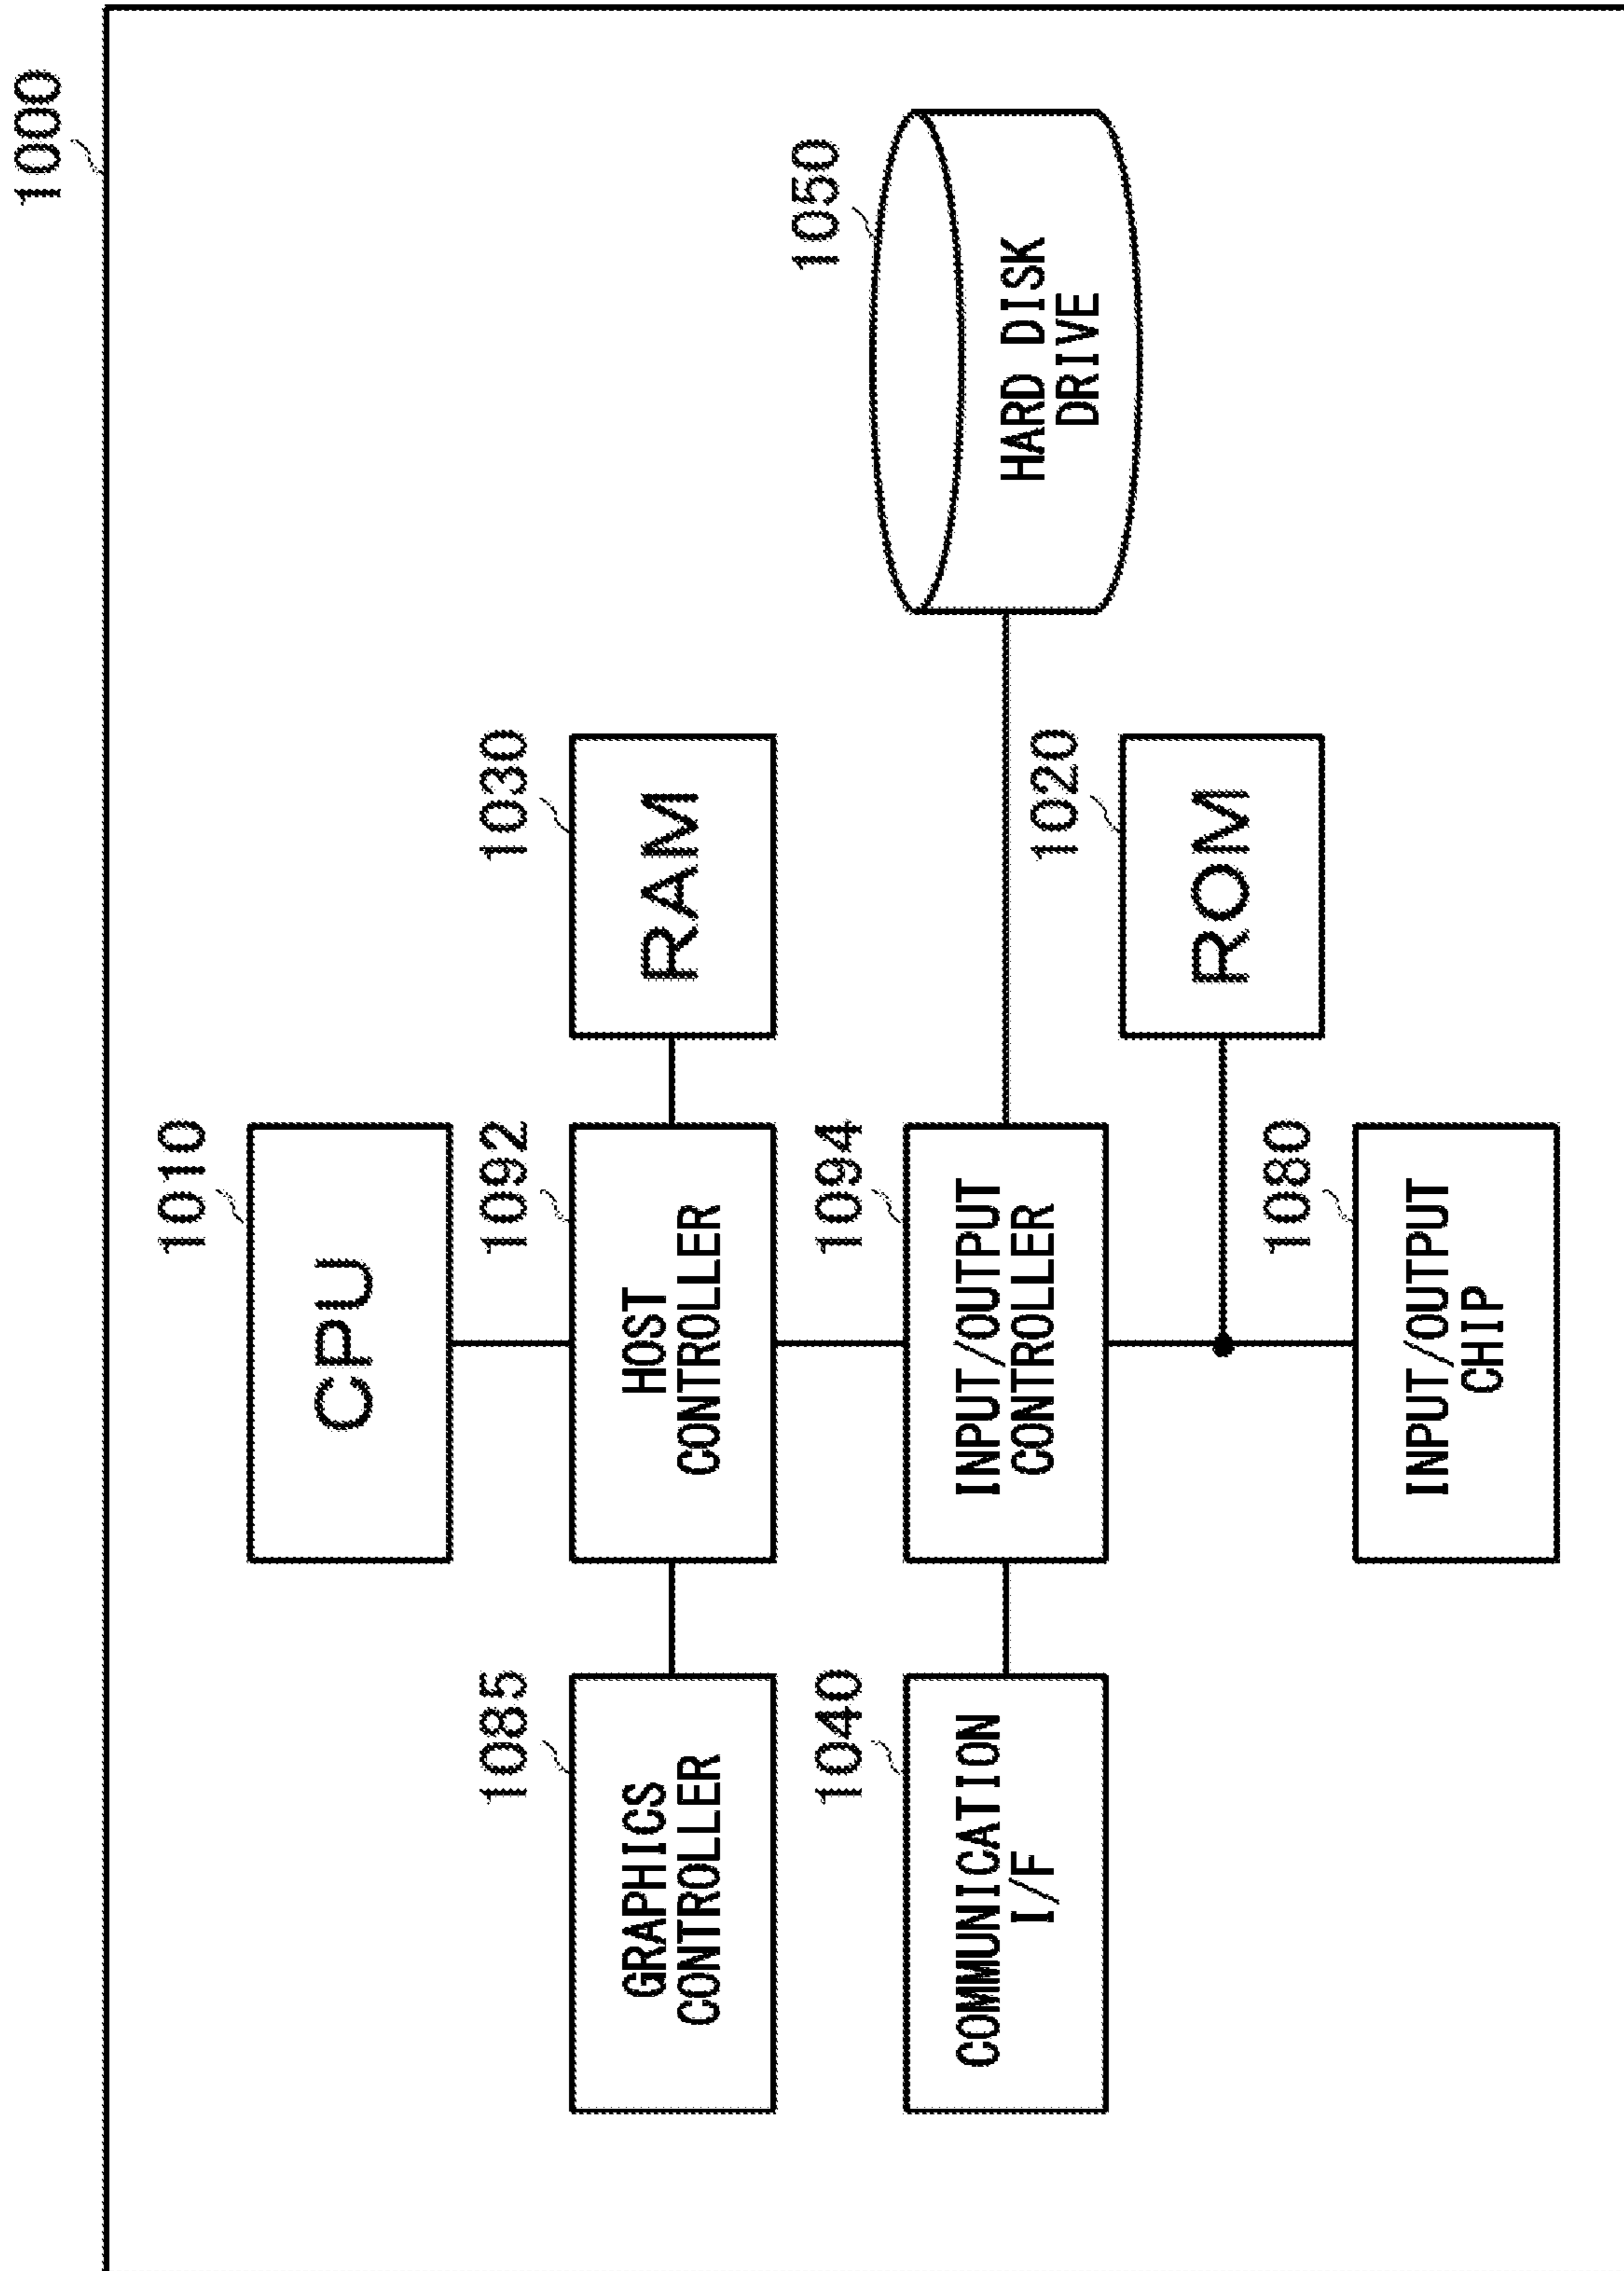 1000
1010
CPU
1085
GRAPHICS
CONTROLLER
1092
HOST
CONTROLLER
1030
RAM
1040
COMMUNICATION
I/F
1094
INPUT/OUTPUT
CONTROLLER
1050
HARD DISK
DRIVE
1020
ROM
1080
INPUT/OUTPUT
CHIP